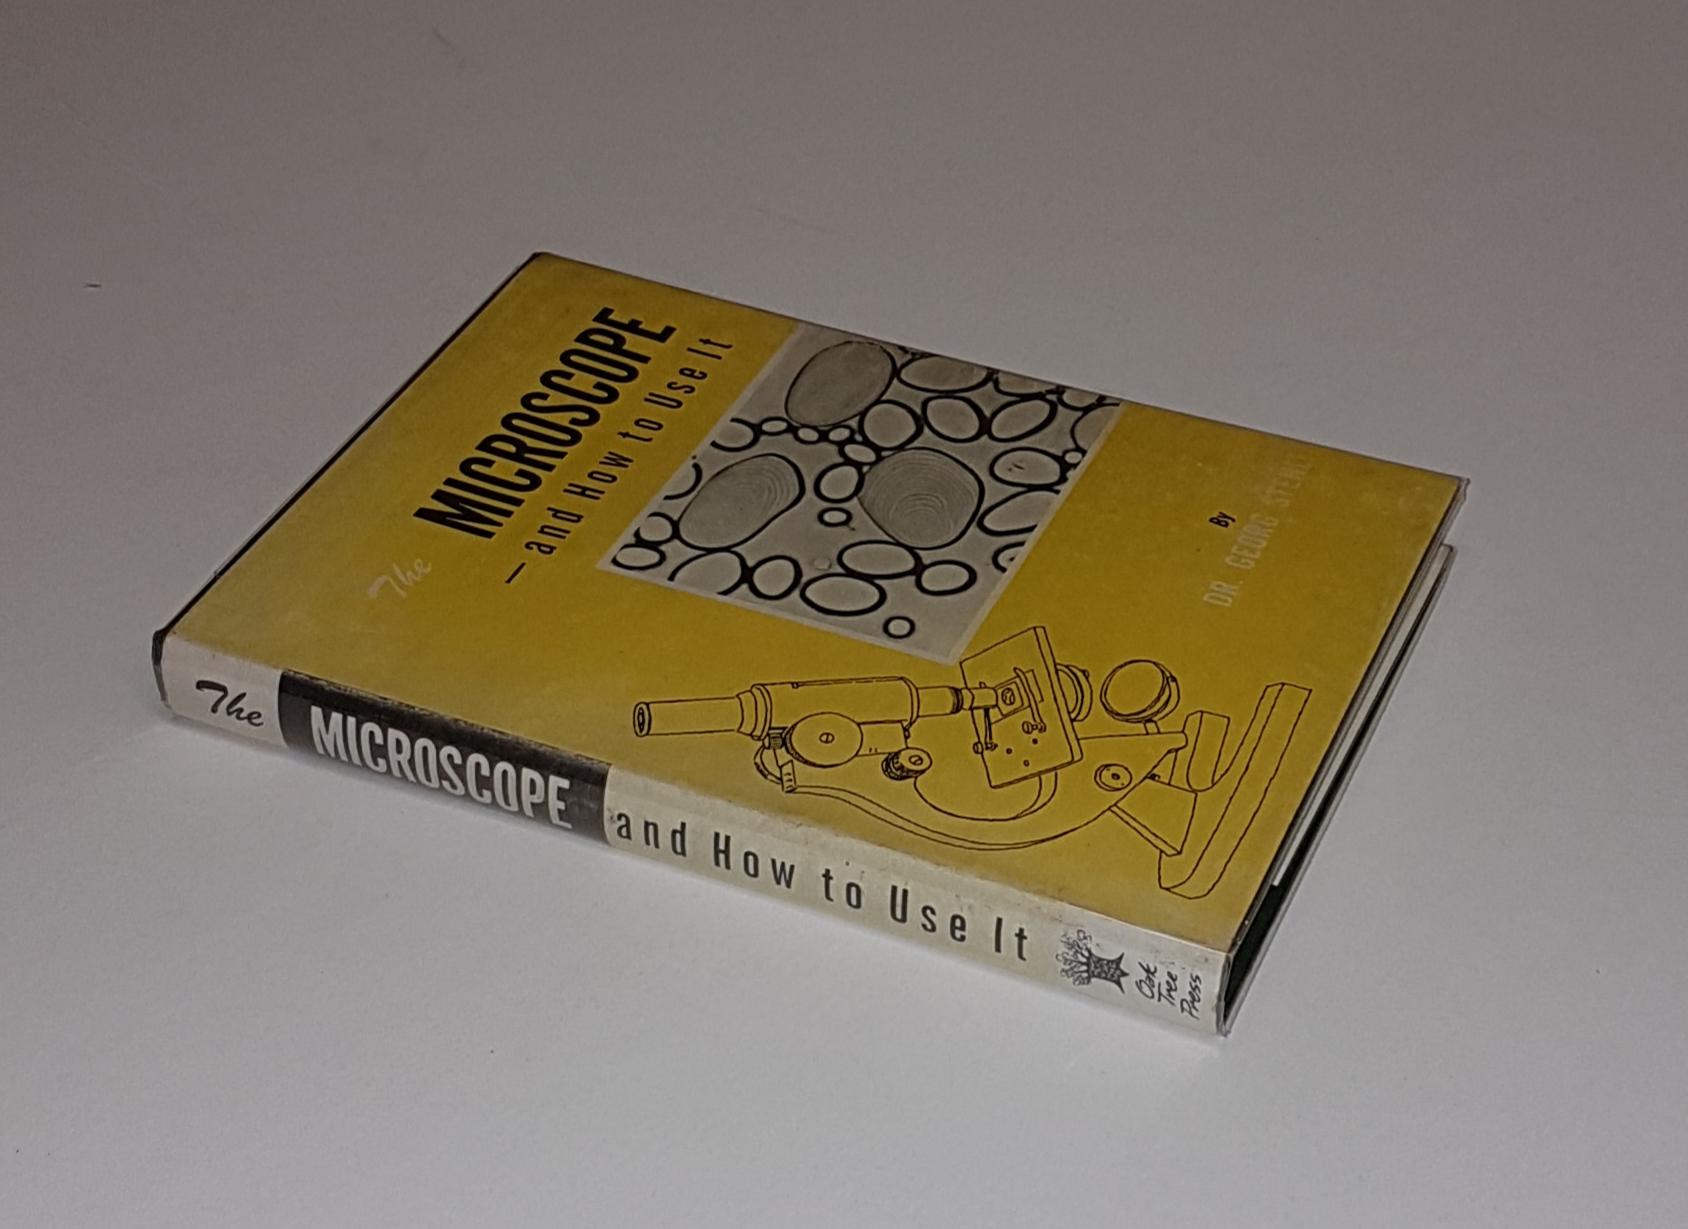 The
MICROSCOPE
— and How to Use It
By
DR. GEORG STEHLI
The MICROSCOPE and How to Use It
Oak
Tree
Press